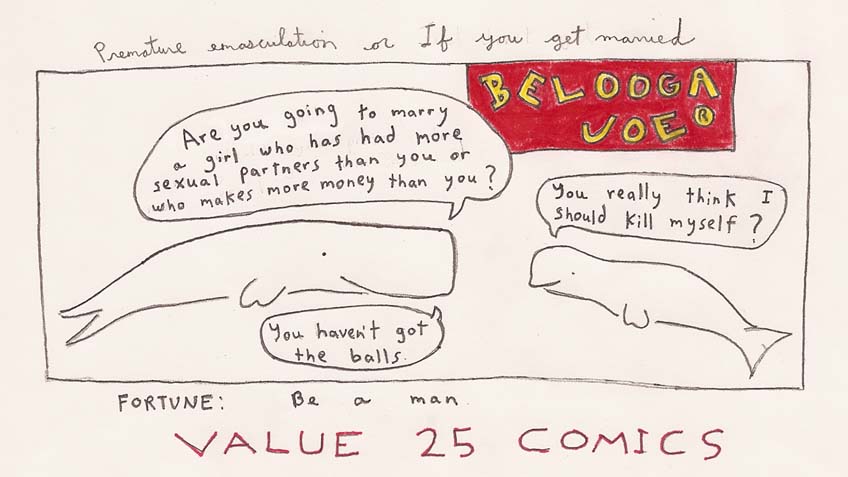 Premature emasculation or If you get married
BELOOGA
JOE®
Are you going to marry
a girl who has had more
sexual partners than you or
who makes more money than you?
You really think I
should kill myself?
You haven't got
the balls.
FORTUNE: Be a man
VALUE 25 COMICS